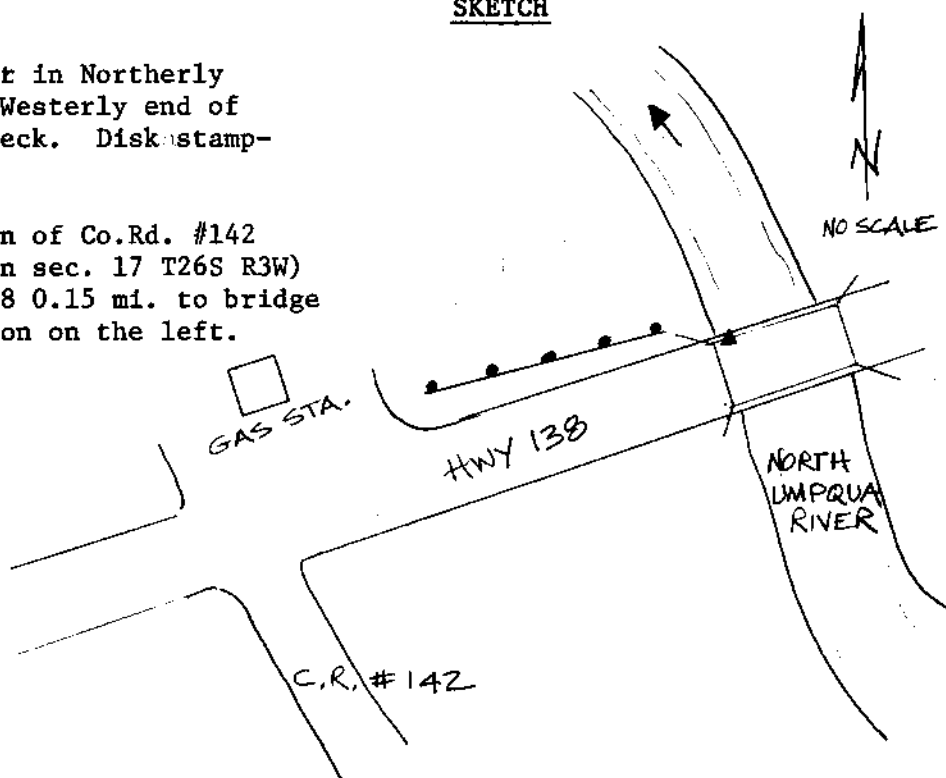 SKETCH
t in Northerly
Westerly end of
eck. Disk stamp-
n of Co.Rd. #142
n sec. 17 T26S R3W)
8 0.15 mi. to bridge
on on the left.
N
NO SCALE
GAS STA.
HWY 138
NORTH
UMPQUA
RIVER
C.R. #142